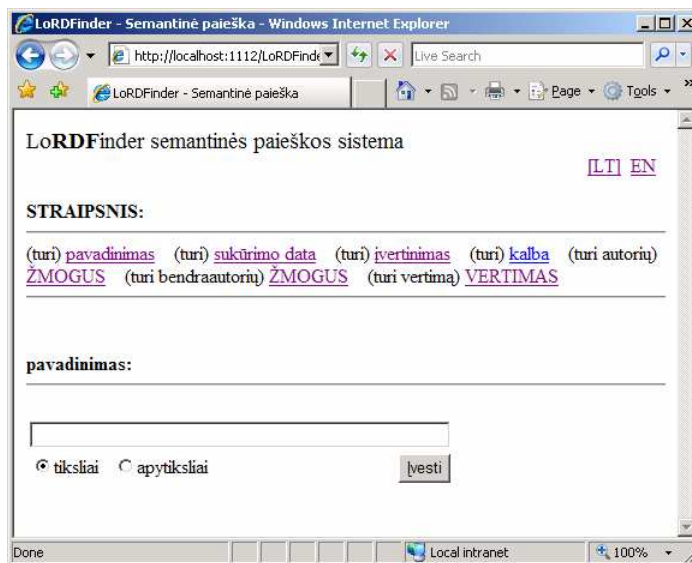 LoRDFinder - Semantinė paieška - Windows Internet Explorer
http://localhost:1112/LoRDFinde
Live Search
LoRDFinder - Semantinė paieška
Page
Tools
»
LoRDFinder semantinės paieškos sistema
[LT] EN
STRAIPSNIS:
(turi) pavadinimas (turi) sukūrimo data (turi) įvertinimas (turi) kalba (turi autorių)
ŽMOGUS (turi bendraautorių) ŽMOGUS (turi vertimą) VERTIMAS
pavadinimas:
tiksliai apytiksliai Įvesti
Done Local intranet 100%